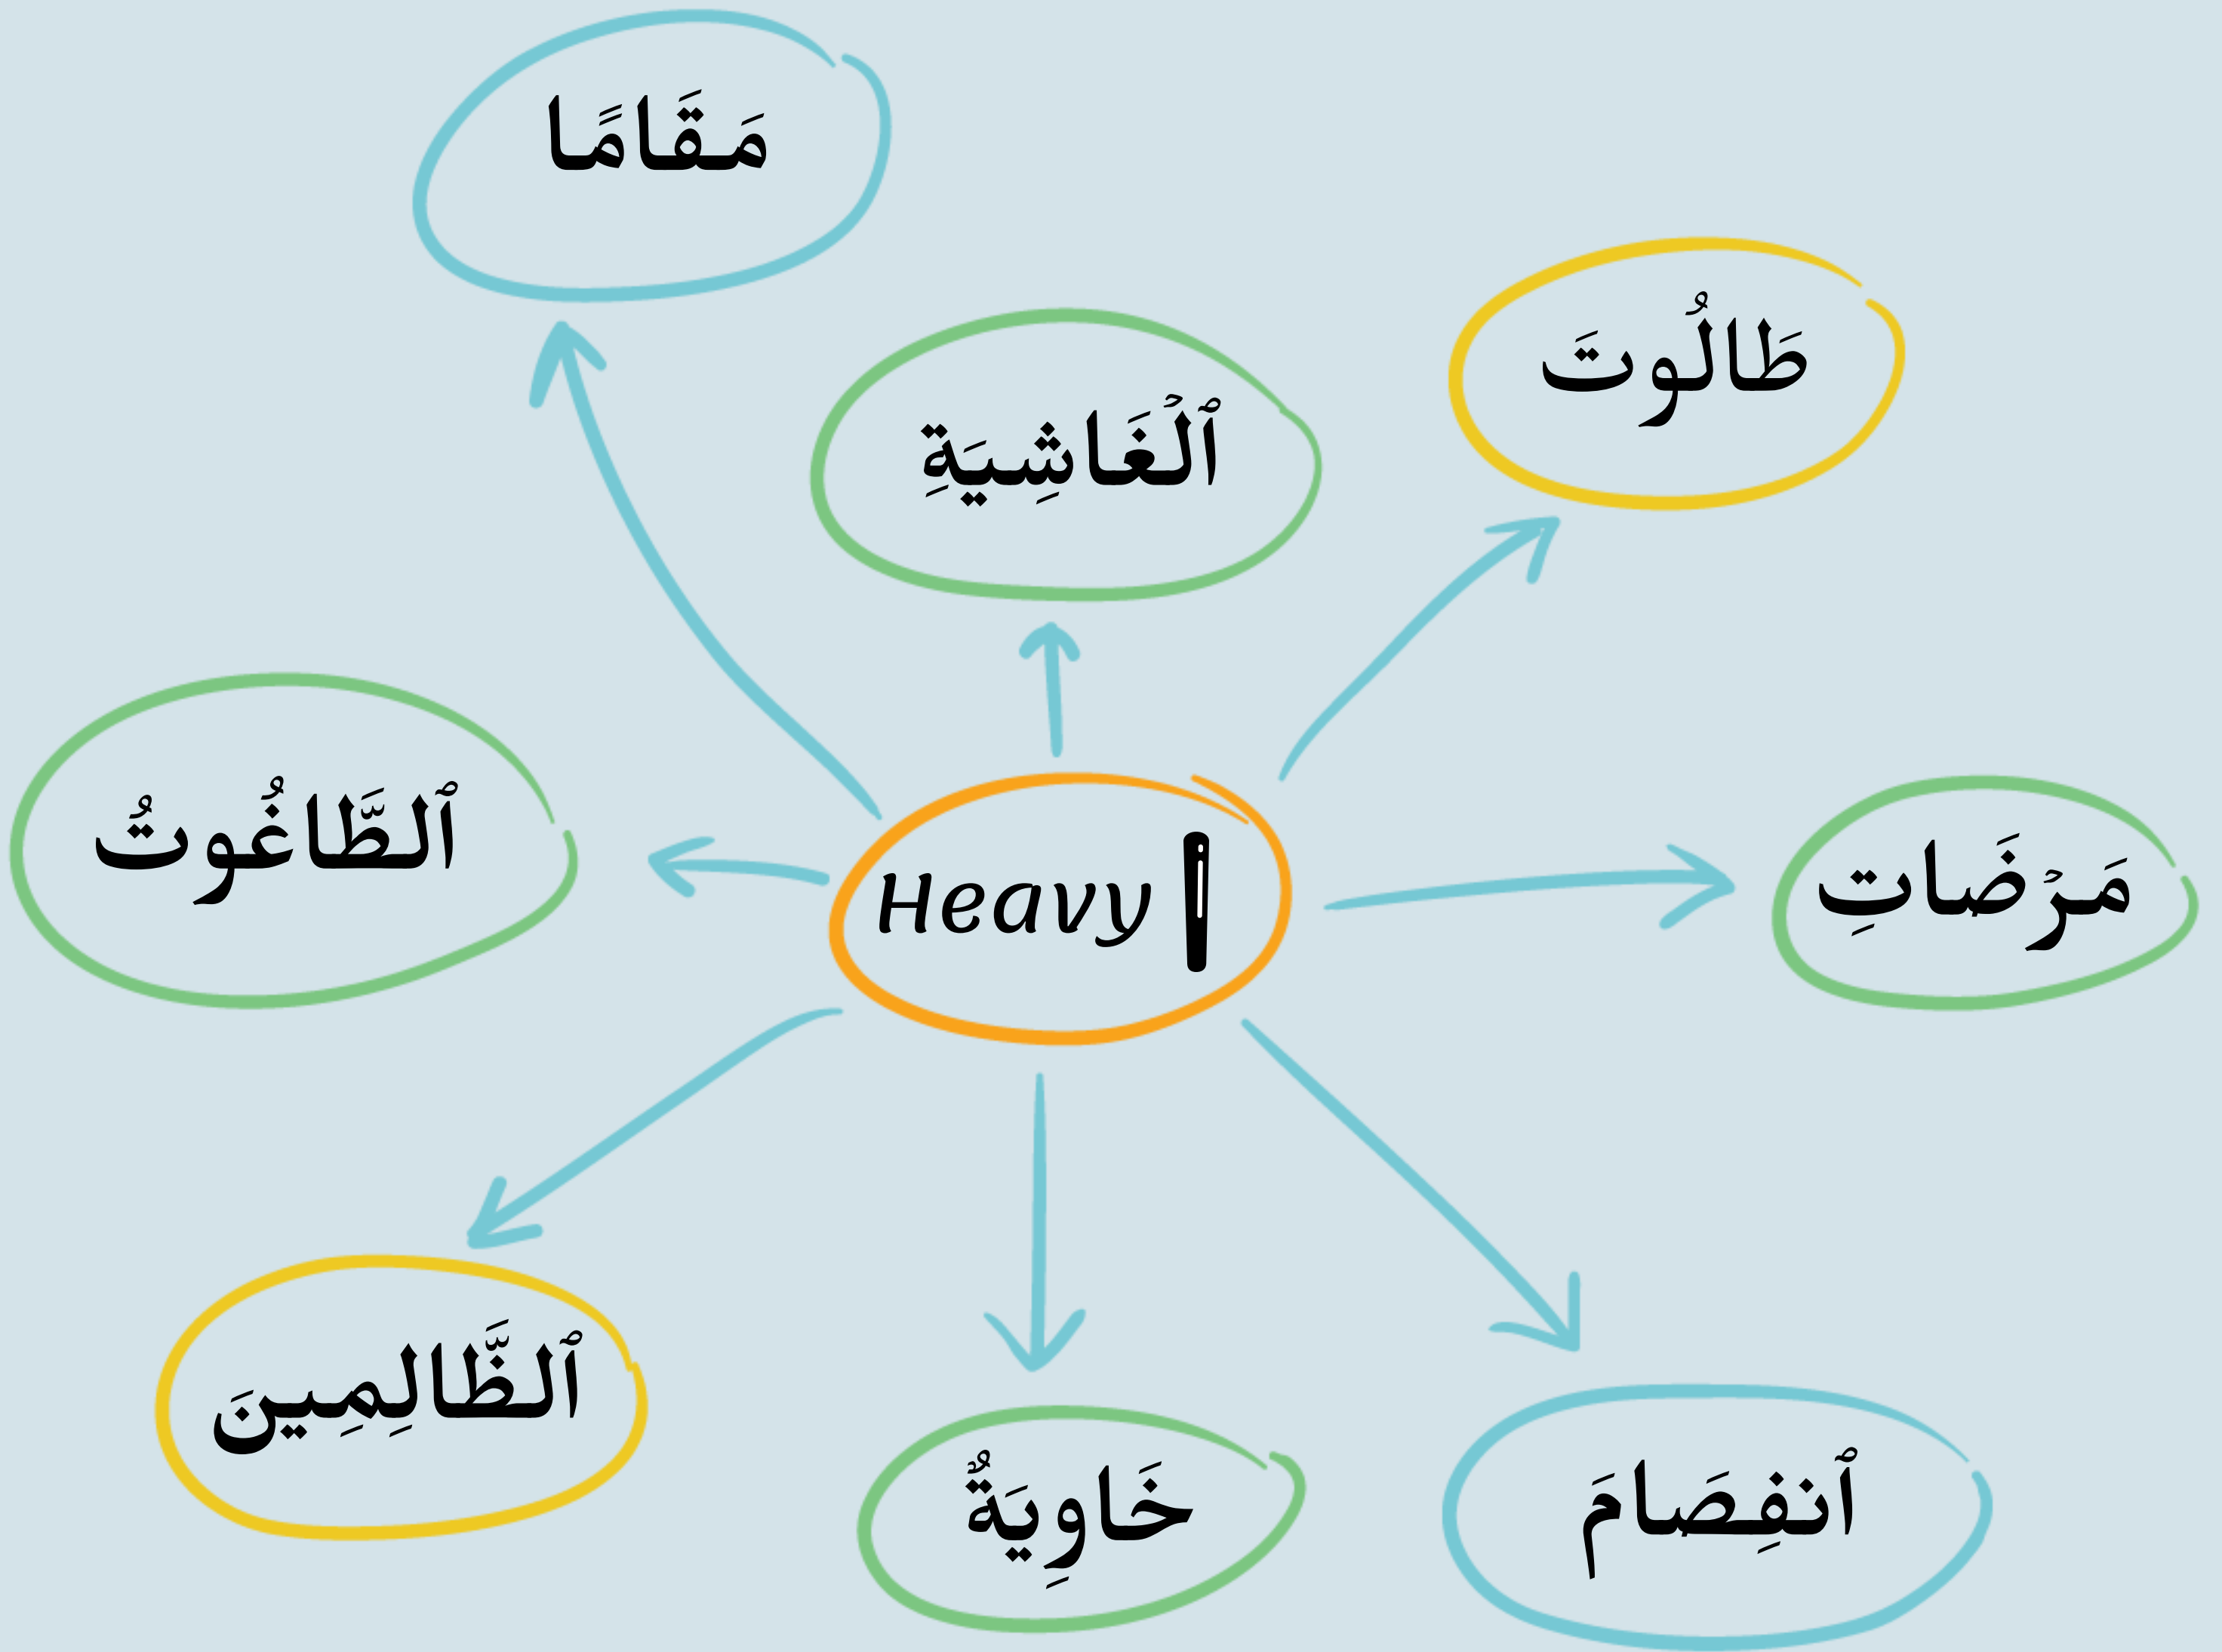 مَقَامًا
طَالُوتَ
ٱلْغَاشِيَةِ
ٱلطَّاغُوتُ
Heavy ا
مَرْضَاتِ
ٱلظَّالِمِينَ
خَاوِيَةٌ
ٱنفِصَامَ